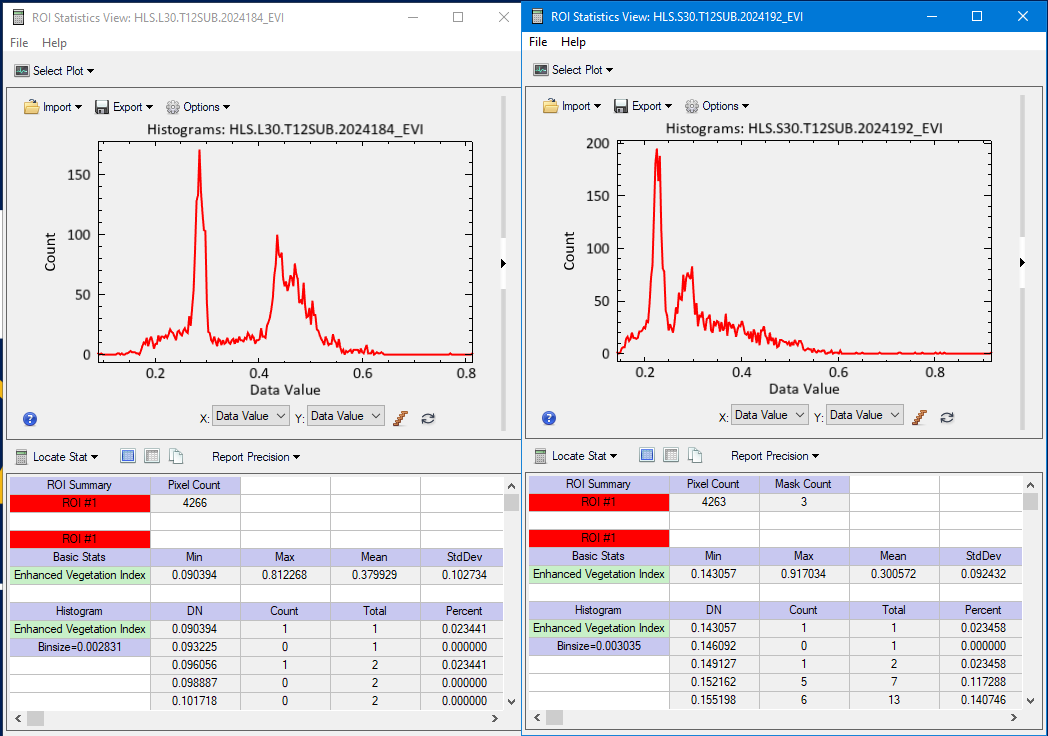 ROI Statistics View: HLS.L30.T12SUB.2024184_EVI
File Help
Select Plot
Import Export Options
Histograms: HLS.L30.T12SUB.2024184_EVI
Count
150
100
50
0
0.2 0.4 0.6 0.8
Data Value
X: Data Value Y: Data Value
Locate Stat Report Precision
ROI Summary Pixel Count
ROI #1 4266
ROI #1
Basic Stats Min Max Mean StdDev
Enhanced Vegetation Index 0.090394 0.812268 0.379929 0.102734
Histogram DN Count Total Percent
Enhanced Vegetation Index 0.090394 1 1 0.023441
Binsize=0.002831 0.093225 0 1 0.000000
0.096056 1 2 0.023441
0.098887 0 2 0.000000
0.101718 0 2 0.000000
ROI Statistics View: HLS.S30.T12SUB.2024192_EVI
File Help
Select Plot
Import Export Options
Histograms: HLS.S30.T12SUB.2024192_EVI
Count
200
150
100
50
0
0.2 0.4 0.6 0.8
Data Value
X: Data Value Y: Data Value
Locate Stat Report Precision
ROI Summary Pixel Count Mask Count
ROI #1 4263 3
ROI #1
Basic Stats Min Max Mean StdDev
Enhanced Vegetation Index 0.143057 0.917034 0.300572 0.092432
Histogram DN Count Total Percent
Enhanced Vegetation Index 0.143057 1 1 0.023458
Binsize=0.003035 0.146092 0 1 0.000000
0.149127 1 2 0.023458
0.152162 5 7 0.117288
0.155198 6 13 0.140746